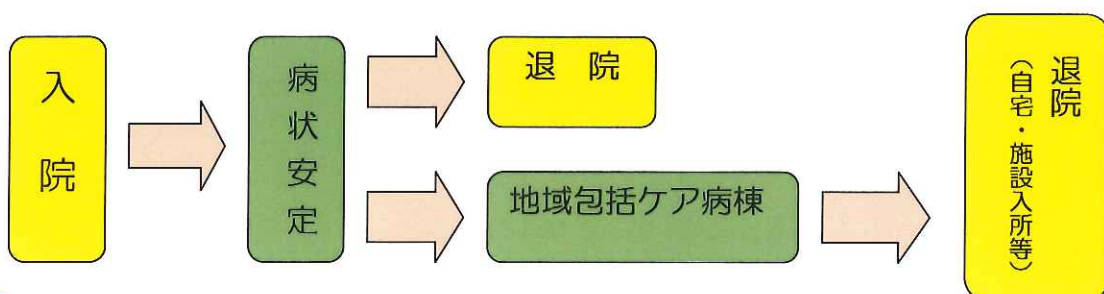 入院
病状安定
退　院
地域包括ケア病棟
退院
（自宅・施設入所等）